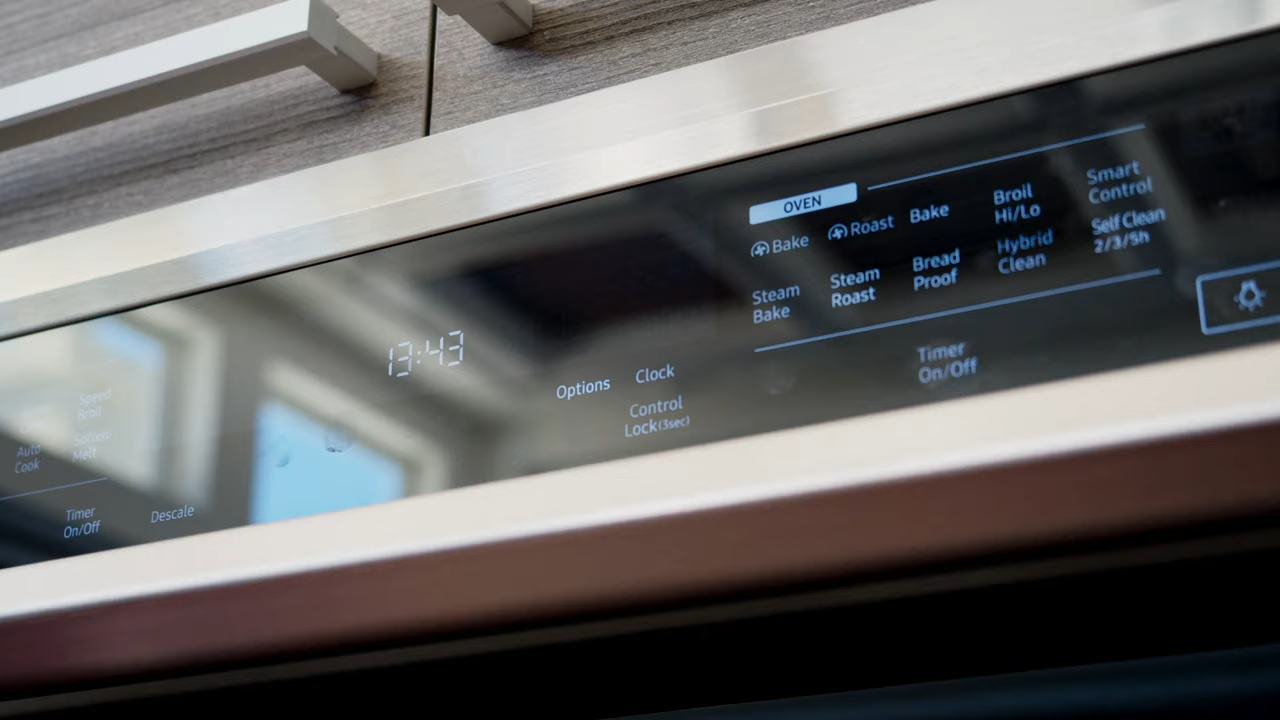 Speed
Broil
Auto
Cook
Soften
Melt
Timer
On/Off
Descale
13:43
Options
Clock
Control
Lock(3sec)
OVEN
Bake
Roast
Bake
Broil
Hi/Lo
Smart
Control
Steam
Bake
Steam
Roast
Bread
Proof
Hybrid
Clean
Self Clean
2/3/5h
Timer
On/Off